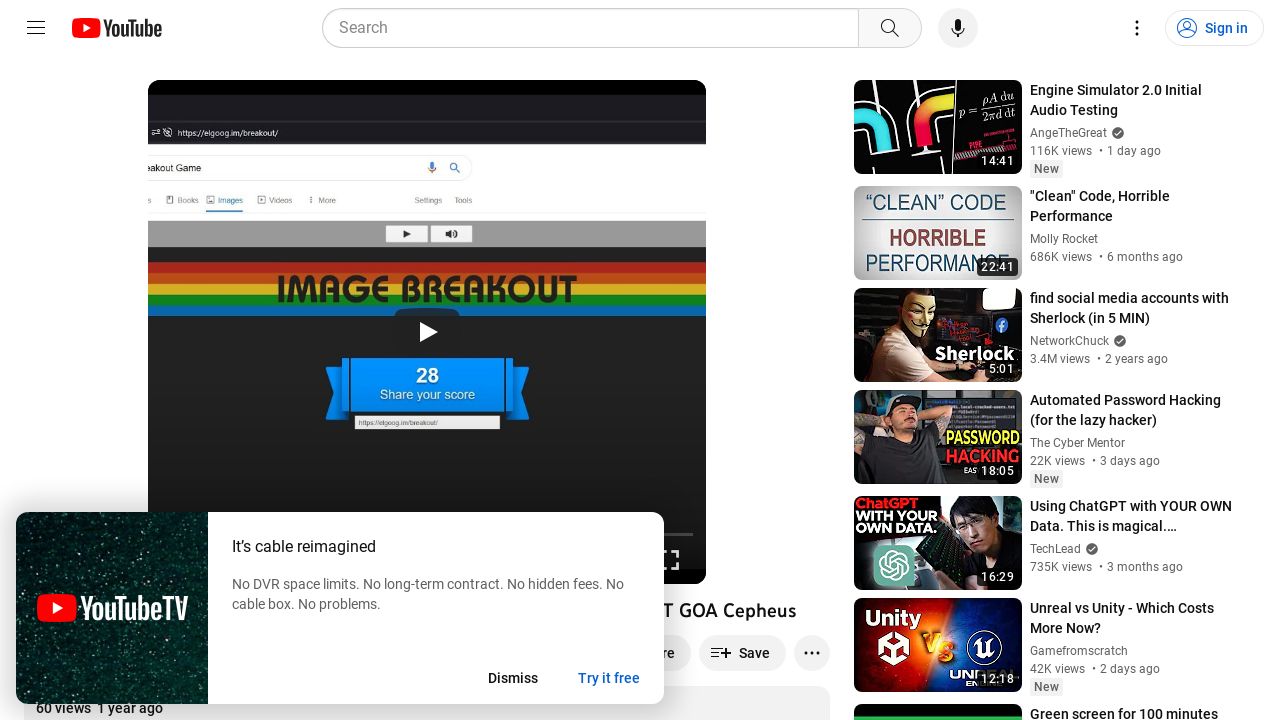 YouTube
Search
Sign in
https://elgoog.im/breakout/
eakout Game
s
Books
Images
Videos
More
Settings
Tools
IMAGE BREAKOUT
28
Share your score
https://elgoog.im/breakout/
YouTubeTV
It’s cable reimagined
No DVR space limits. No long-term contract. No hidden fees. No
cable box. No problems.
Dismiss
Try it free
T GOA Cepheus
re
Save
60 views 1 year ago
p = ρA du
2πd dt
PIPE
14:41
Engine Simulator 2.0 Initial
Audio Testing
AngeTheGreat
116K views • 1 day ago
New
“CLEAN” CODE
HORRIBLE
PERFORMANCE
22:41
"Clean" Code, Horrible
Performance
Molly Rocket
686K views • 6 months ago
Sherlock
5:01
find social media accounts with
Sherlock (in 5 MIN)
NetworkChuck
3.4M views • 2 years ago
PASSWORD
HACKING
18:05
Automated Password Hacking
(for the lazy hacker)
The Cyber Mentor
22K views • 3 days ago
New
ChatGPT
WITH YOUR
OWN DATA.
16:29
Using ChatGPT with YOUR OWN
Data. This is magical.…
TechLead
735K views • 3 months ago
Unity
VS
UNREAL
12:18
Unreal vs Unity - Which Costs
More Now?
Gamefromscratch
42K views • 2 days ago
New
Green screen for 100 minutes